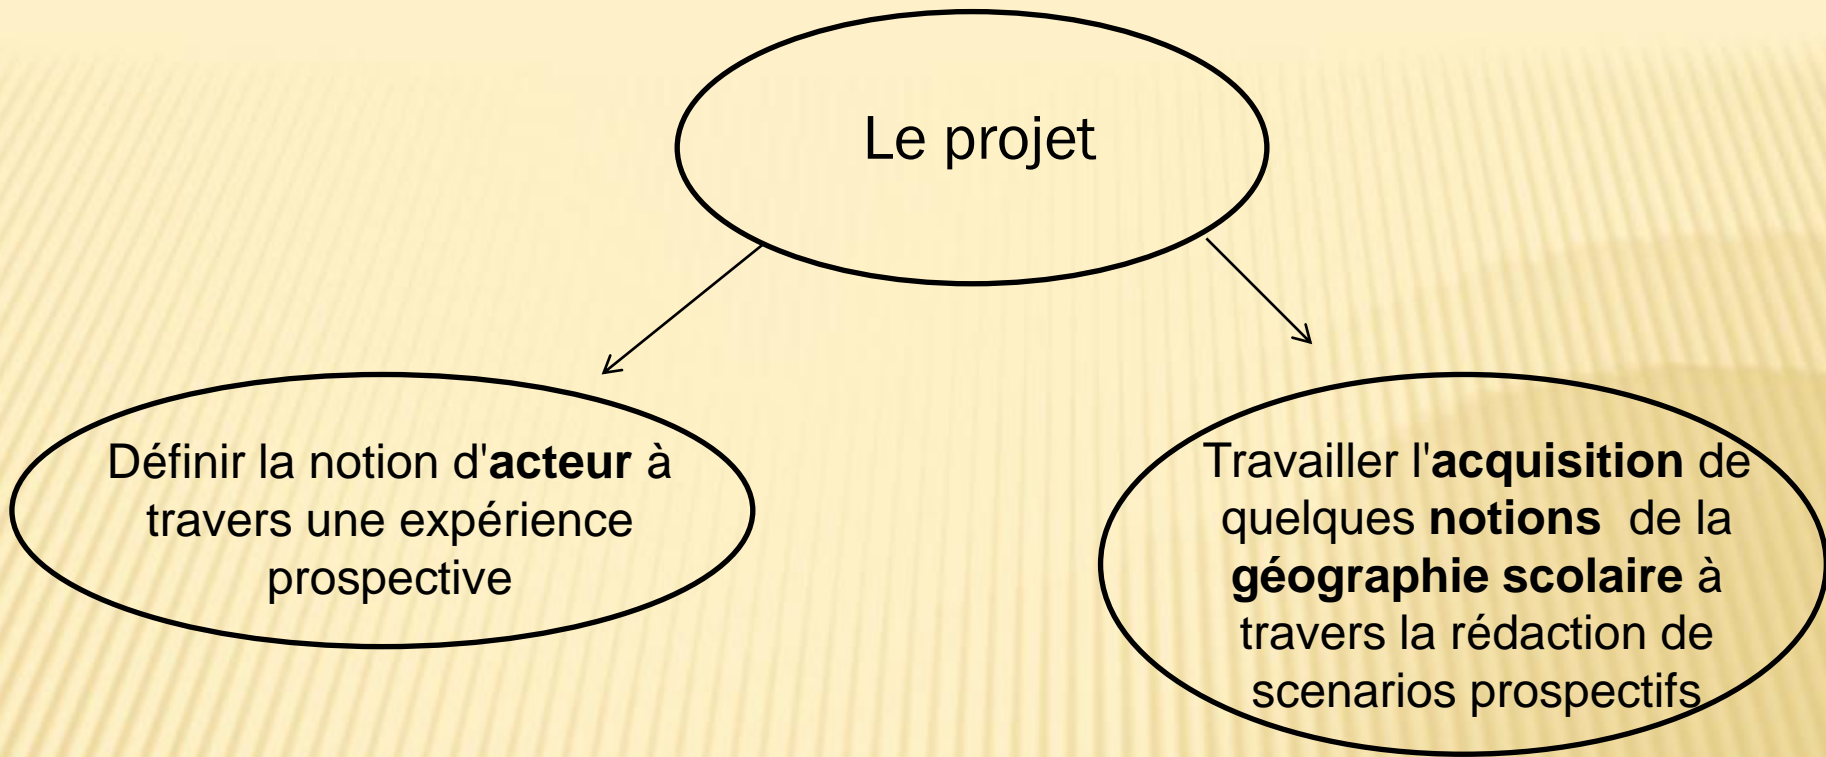 Le projet
Définir la notion d'acteur à
travers une expérience
prospective
Travailler l'acquisition de
quelques notions de la
géographie scolaire à
travers la rédaction de
scenarios prospectifs